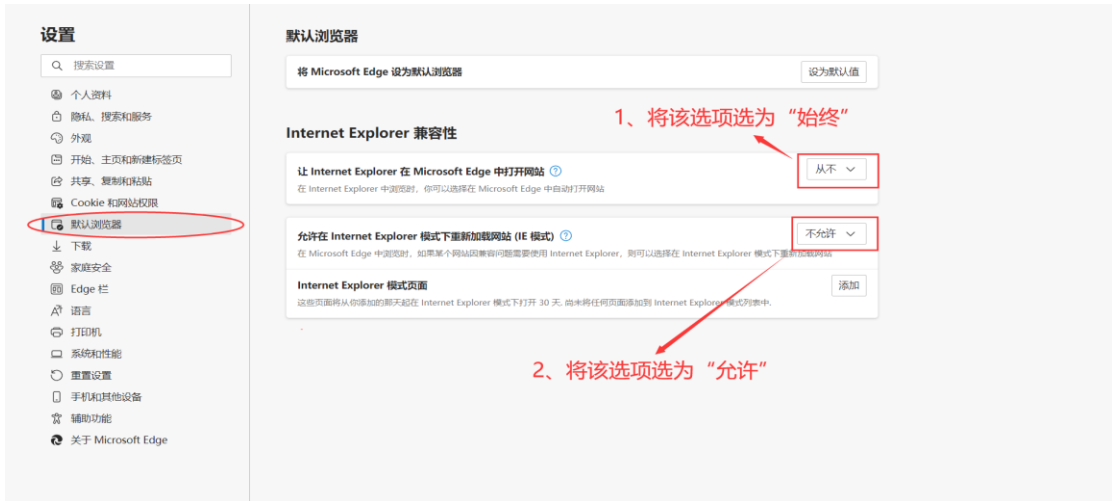 设置
搜索设置
个人资料
隐私、搜索和服务
外观
开始、主页和新建标签页
共享、复制和粘贴
Cookie 和网站权限
默认浏览器
下载
家庭安全
Edge 栏
语言
打印机
系统和性能
重置设置
手机和其他设备
辅助功能
关于 Microsoft Edge
默认浏览器
将 Microsoft Edge 设为默认浏览器
设为默认值
1、将该选项选为“始终”
Internet Explorer 兼容性
让 Internet Explorer 在 Microsoft Edge 中打开网站
从不
在 Internet Explorer 中浏览时，你可以选择在 Microsoft Edge 中自动打开网站
允许在 Internet Explorer 模式下重新加载网站 (IE 模式)
不允许
在 Microsoft Edge 中浏览时，如果某个网站因兼容问题需要使用 Internet Explorer，则可以选择在 Internet Explorer 模式下重新加载网站
Internet Explorer 模式页面
添加
这些页面将从你添加的那天起在 Internet Explorer 模式下打开 30 天. 尚未将任何页面添加到 Internet Explorer 模式列表中.
2、将该选项选为“允许”